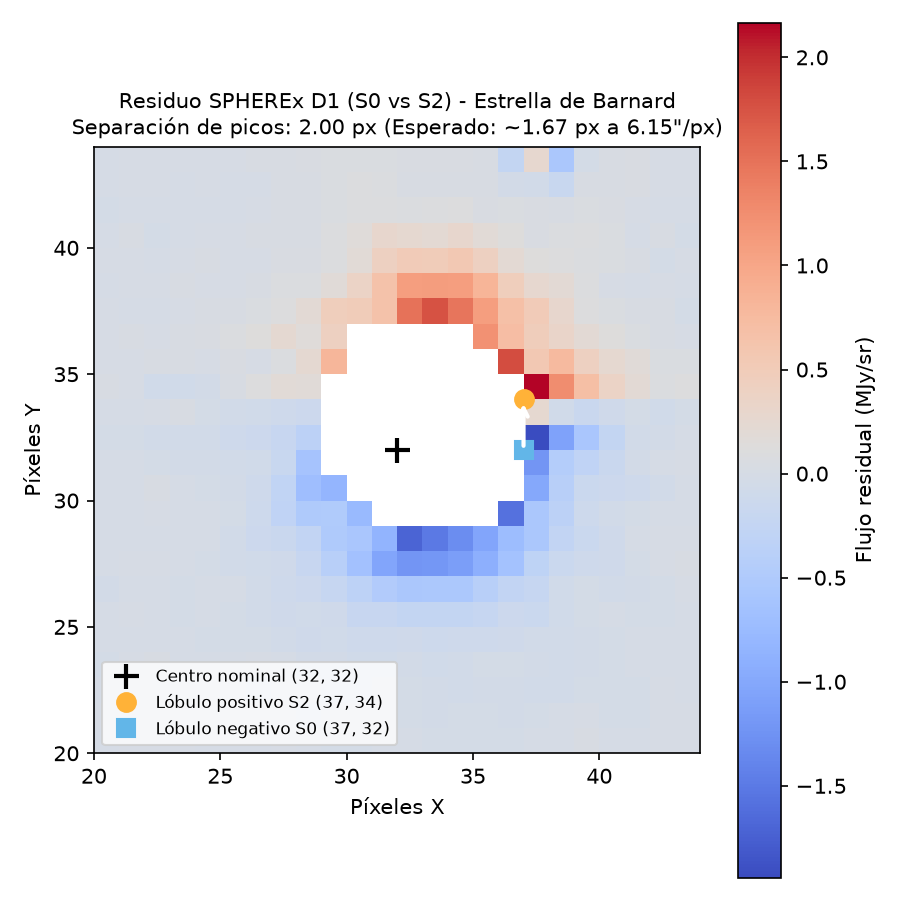 Residuo SPHEREx D1 (S0 vs S2) - Estrella de Barnard
Separación de picos: 2.00 px (Esperado: ~1.67 px a 6.15"/px)
Píxeles Y
40
35
30
25
20
20
25
30
35
40
Píxeles X
Centro nominal (32, 32)
Lóbulo positivo S2 (37, 34)
Lóbulo negativo S0 (37, 32)
2.0
1.5
1.0
0.5
0.0
−0.5
−1.0
−1.5
Flujo residual (MJy/sr)